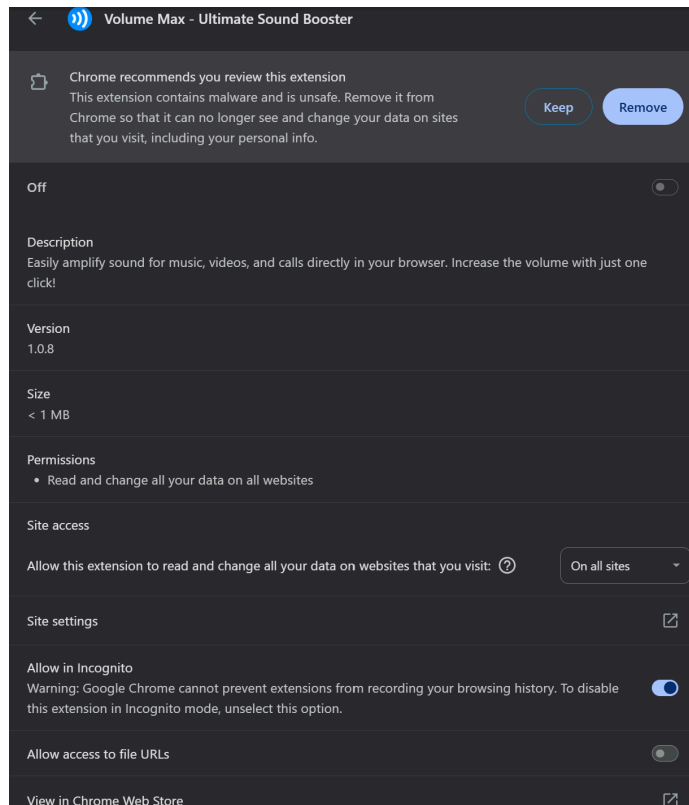 Volume Max - Ultimate Sound Booster
Chrome recommends you review this extension
This extension contains malware and is unsafe. Remove it from
Chrome so that it can no longer see and change your data on sites
that you visit, including your personal info.
Keep
Remove
Off
Description
Easily amplify sound for music, videos, and calls directly in your browser. Increase the volume with just one
click!
Version
1.0.8
Size
< 1 MB
Permissions
• Read and change all your data on all websites
Site access
Allow this extension to read and change all your data on websites that you visit:
On all sites
Site settings
Allow in Incognito
Warning: Google Chrome cannot prevent extensions from recording your browsing history. To disable
this extension in Incognito mode, unselect this option.
Allow access to file URLs
View in Chrome Web Store